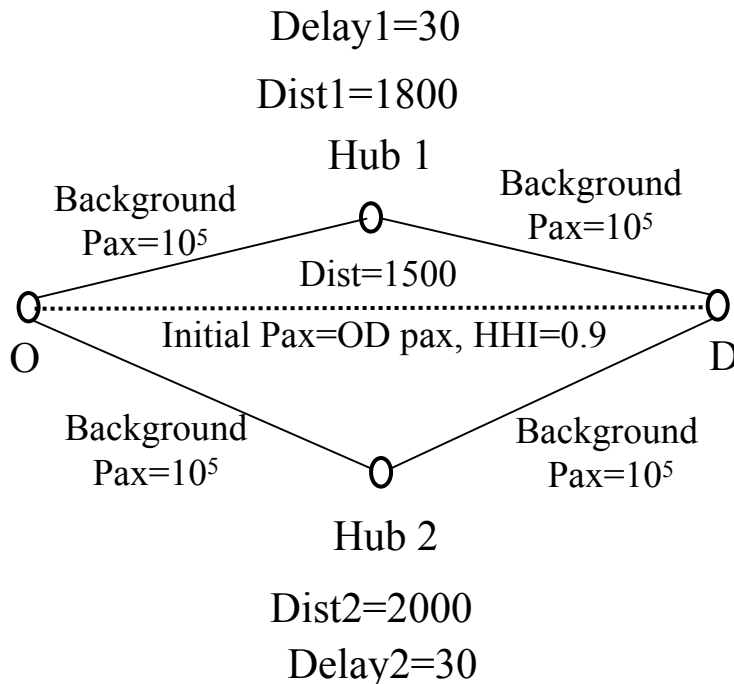 Delay1=30
Dist1=1800
Hub 1
Background
Pax=10⁵
Background
Pax=10⁵
Dist=1500
Initial Pax=OD pax, HHI=0.9
O
D
Background
Pax=10⁵
Background
Pax=10⁵
Hub 2
Dist2=2000
Delay2=30